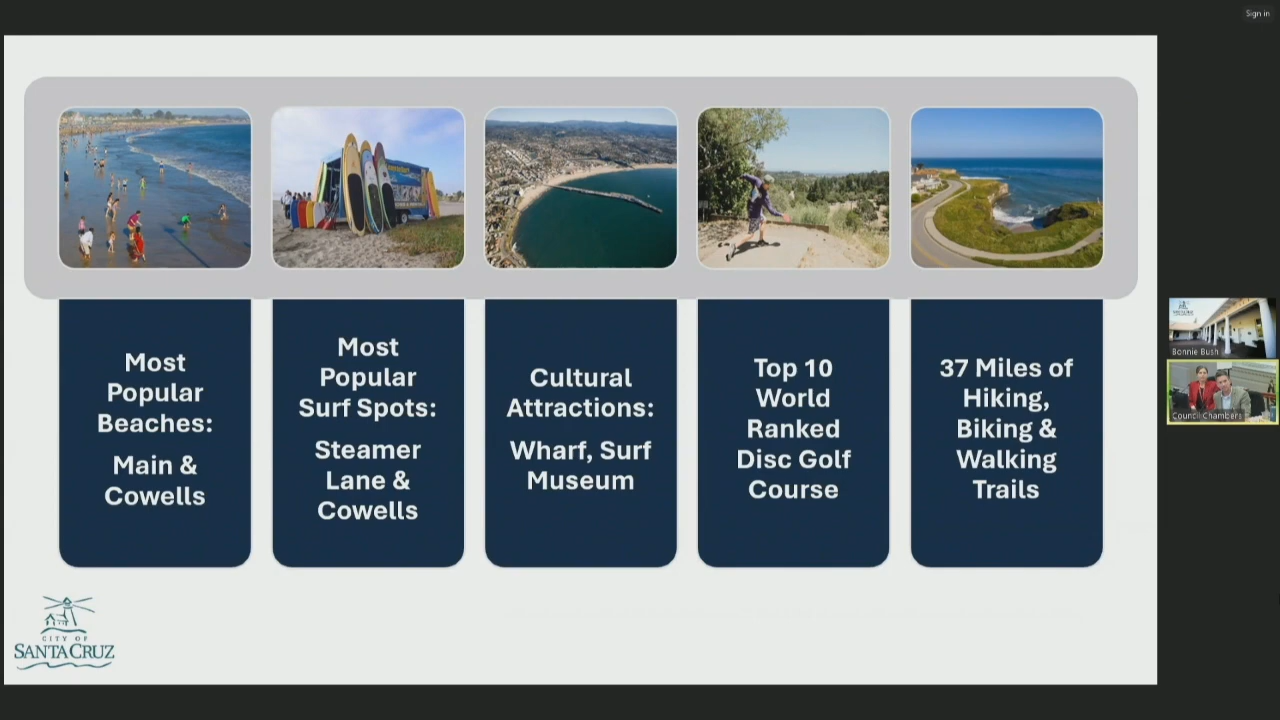 Sign in
Most
Popular
Beaches:
Main &
Cowells
Most
Popular
Surf Spots:
Steamer
Lane &
Cowells
Cultural
Attractions:
Wharf, Surf
Museum
Top 10
World
Ranked
Disc Golf
Course
37 Miles of
Hiking,
Biking &
Walking
Trails
Bonnie Bush
Council Chambers
CITY OF
SANTA CRUZ